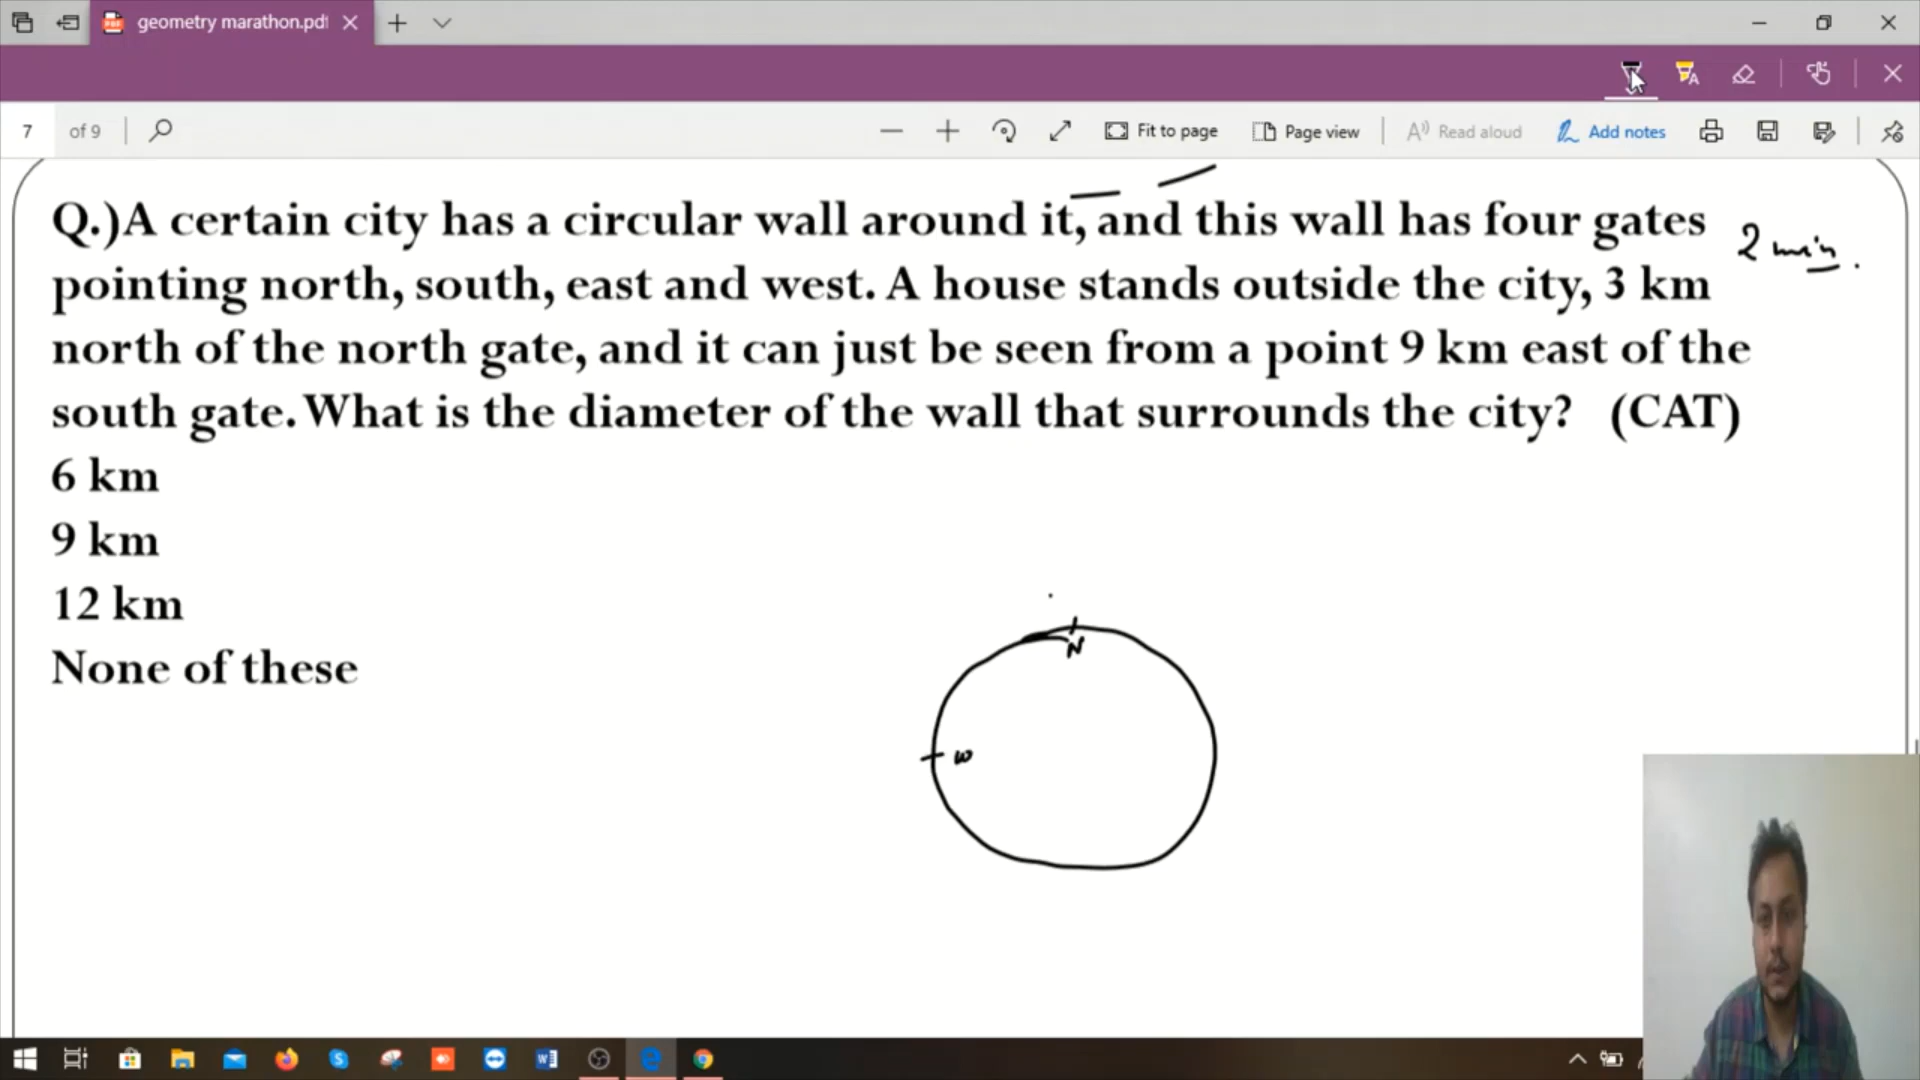 geometry marathon.pdf
7 of 9
Fit to page
Page view
Read aloud
Add notes
Q.)A certain city has a circular wall around it, and this wall has four gates
2 min.
pointing north, south, east and west. A house stands outside the city, 3 km
north of the north gate, and it can just be seen from a point 9 km east of the
south gate. What is the diameter of the wall that surrounds the city? (CAT)
6 km
9 km
12 km
None of these
N
W